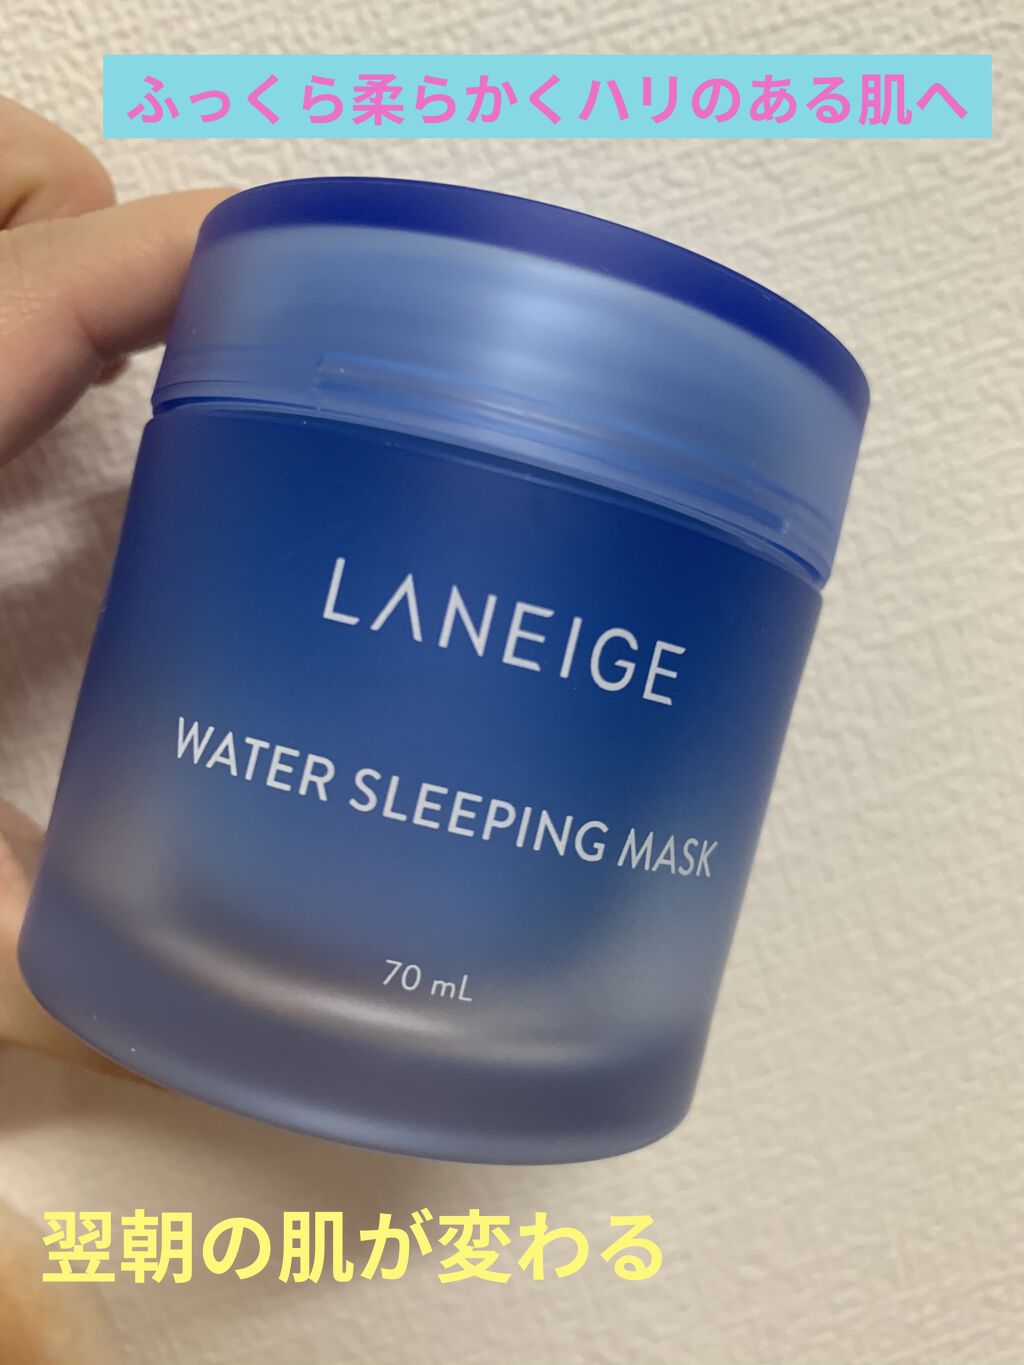 ふっくら柔らかくハリのある肌へ
LANEIGE
WATER SLEEPING MASK
70 mL
翌朝の肌が変わる